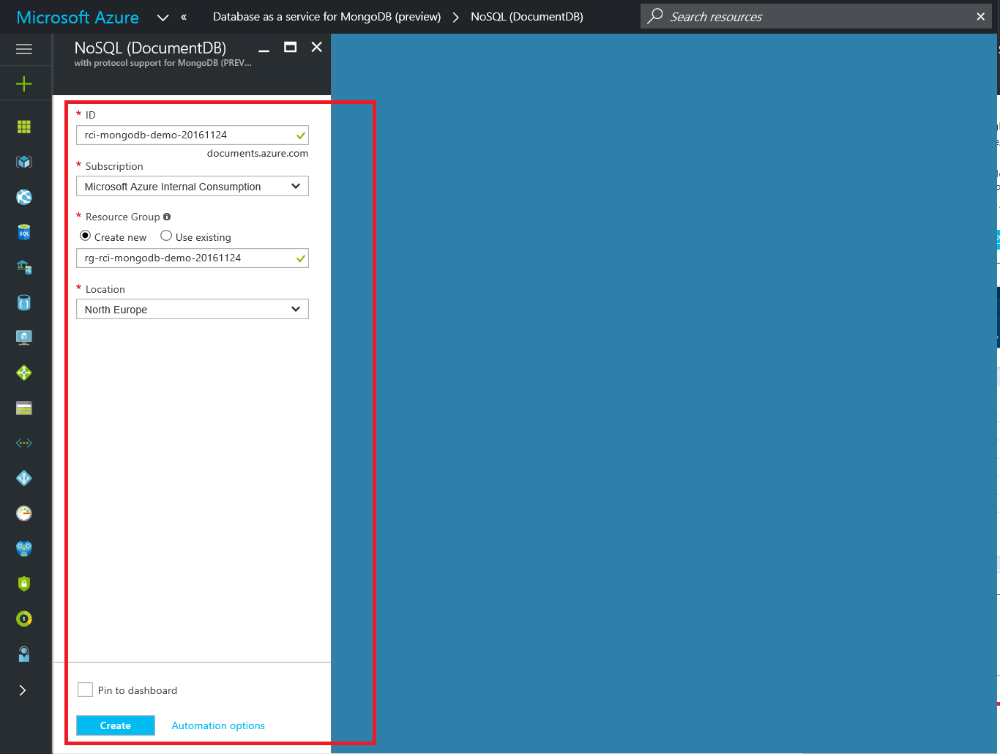 Microsoft Azure « Database as a service for MongoDB (preview) > NoSQL (DocumentDB) Search resources
NoSQL (DocumentDB)
with protocol support for MongoDB (PREV...
* ID
rci-mongodb-demo-20161124
documents.azure.com
* Subscription
Microsoft Azure Internal Consumption
* Resource Group
Create new Use existing
rg-rci-mongodb-demo-20161124
* Location
North Europe
Pin to dashboard
Create Automation options